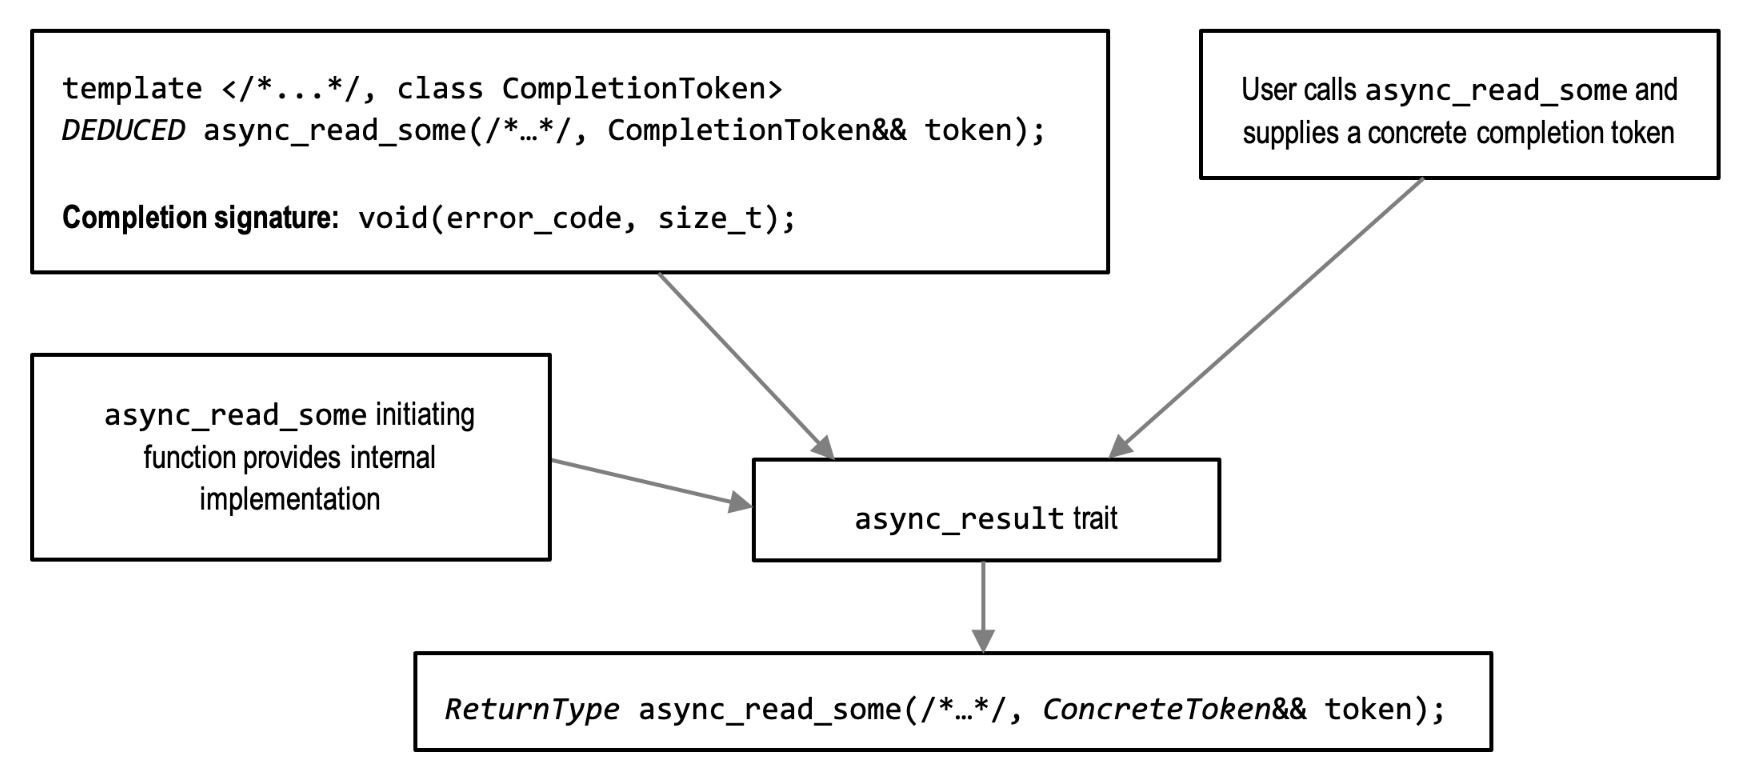 template </*...*/, class CompletionToken>
DEDUCED async_read_some(/*…*/, CompletionToken&& token);
Completion signature: void(error_code, size_t);
User calls async_read_some and
supplies a concrete completion token
async_read_some initiating
function provides internal
implementation
async_result trait
ReturnType async_read_some(/*…*/, ConcreteToken&& token);